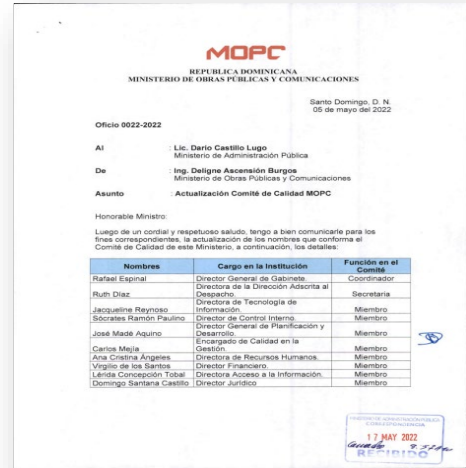 MOPC
REPUBLICA DOMINICANA
MINISTERIO DE OBRAS PÚBLICAS Y COMUNICACIONES
Santo Domingo, D. N.
05 de mayo del 2022
Oficio 0022-2022
Al : Lic. Dario Castillo Lugo
Ministerio de Administración Pública
De : Ing. Deligne Ascensión Burgos
Ministerio de Obras Públicas y Comunicaciones
Asunto : Actualización Comité de Calidad MOPC
Honorable Ministro:
Luego de un cordial y respetuoso saludo, tengo a bien comunicarle para los
fines correspondientes, la actualización de los nombres que conforma el
Comité de Calidad de este Ministerio, a continuación, los detalles:
Nombres Cargo en la Institución Función en el
Comité
Rafael Espinal Director General de Gabinete. Coordinador
Directora de la Dirección Adscrita al
Ruth Díaz Despacho. Secretaria
Directora de Tecnología de
Jacqueline Reynoso Información. Miembro
Sócrates Ramón Paulino Director de Control Interno. Miembro
Director General de Planificación y
José Madé Aquino Desarrollo. Miembro
Encargado de Calidad en la
Carlos Mejía Gestión. Miembro
Ana Cristina Ángeles Directora de Recursos Humanos. Miembro
Virgilio de los Santos Director Financiero. Miembro
Lérida Concepción Tobal Directora Acceso a la Información. Miembro
Domingo Santana Castillo Director Jurídico Miembro
MINISTERIO DE ADMINISTRACIÓN PÚBLICA
CORRESPONDENCIA
17 MAY 2022
RECIBIDO